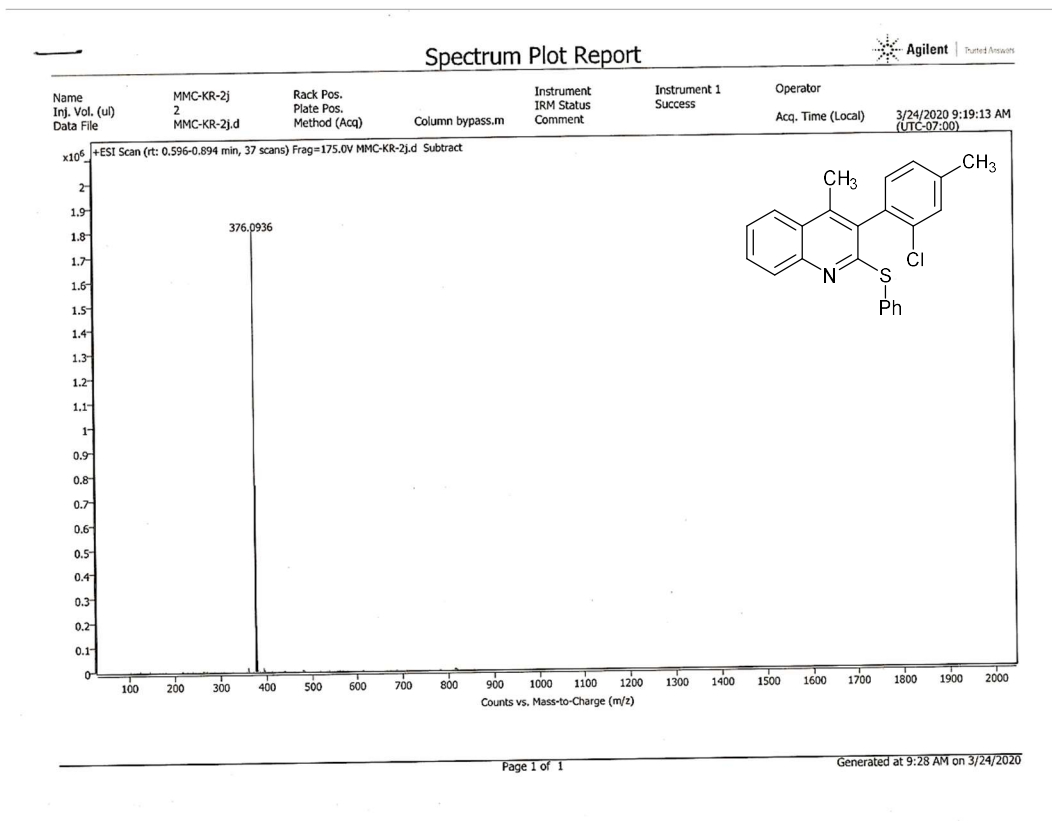 Spectrum Plot Report
Agilent | Trusted Answers
Name MMC-KR-2j Rack Pos. Instrument Instrument 1 Operator
Inj. Vol. (ul) 2 Plate Pos. IRM Status Success
Data File MMC-KR-2j.d Method (Acq) Column bypass.m Comment Acq. Time (Local) 3/24/2020 9:19:13 AM
(UTC-07:00)
x10⁶ +ESI Scan (rt: 0.596-0.894 min, 37 scans) Frag=175.0V MMC-KR-2j.d Subtract
2
1.9
1.8
1.7
1.6
1.5
1.4
1.3
1.2
1.1
1
0.9
0.8
0.7
0.6
0.5
0.4
0.3
0.2
0.1
0
376.0936
CH₃
CH₃
Cl
N
S
Ph
100 200 300 400 500 600 700 800 900 1000 1100 1200 1300 1400 1500 1600 1700 1800 1900 2000
Counts vs. Mass-to-Charge (m/z)
Page 1 of 1
Generated at 9:28 AM on 3/24/2020